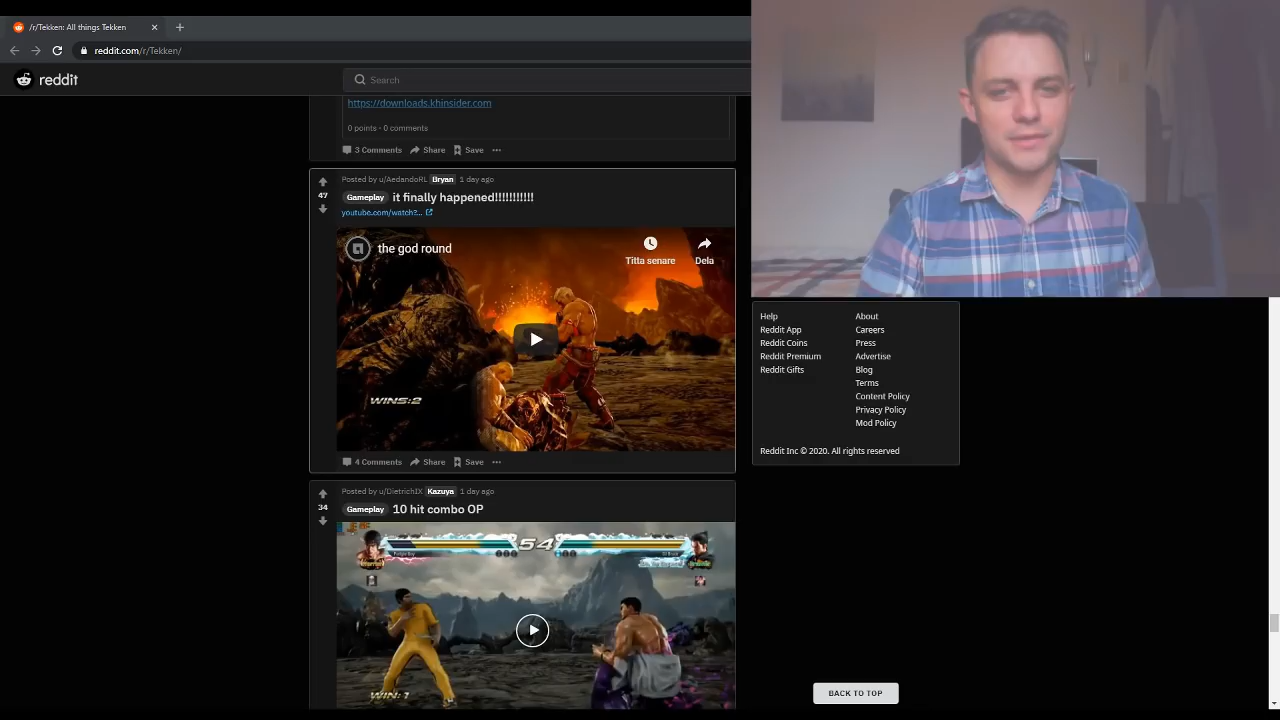 /r/Tekken: All things Tekken
reddit.com/r/Tekken/
reddit
Search
https://downloads.khinsider.com
0 points • 0 comments
3 Comments Share Save
Posted by u/AedandoRL Bryan 1 day ago
47
Gameplay it finally happened!!!!!!!!!!!
youtube.com/watch?...
the god round
Titta senare
Dela
WINS:2
4 Comments Share Save
Posted by u/DietrichIX Kazuya 1 day ago
34
Gameplay 10 hit combo OP
54
WIN:1
Help
Reddit App
Reddit Coins
Reddit Premium
Reddit Gifts
About
Careers
Press
Advertise
Blog
Terms
Content Policy
Privacy Policy
Mod Policy
Reddit Inc © 2020. All rights reserved
BACK TO TOP